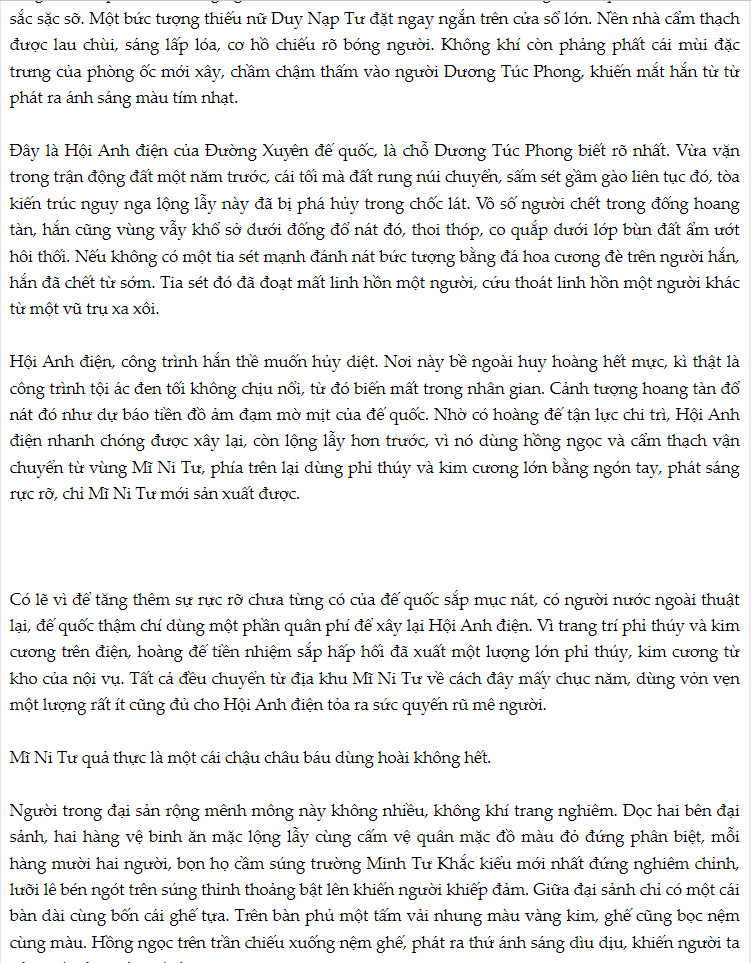 sắc sặc sỡ. Một bức tượng thiếu nữ Duy Nạp Tư đặt ngay ngắn trên cửa sổ lớn. Nền nhà cẩm thạch
được lau chùi, sáng lấp lóa, cơ hồ chiếu rõ bóng người. Không khí còn phảng phất cái mùi đặc
trưng của phòng ốc mới xây, chầm chậm thấm vào người Dương Túc Phong, khiến mắt hắn từ từ
phát ra ánh sáng màu tím nhạt.
Đây là Hội Anh điện của Đường Xuyên đế quốc, là chỗ Dương Túc Phong biết rõ nhất. Vừa vặn
trong trận động đất một năm trước, cái tối mà đất rung núi chuyển, sấm sét gầm gào liên tục đó, tòa
kiến trúc nguy nga lộng lẫy này đã bị phá hủy trong chốc lát. Vô số người chết trong đống hoang
tàn, hắn cũng vùng vẫy khổ sở dưới đống đổ nát đó, thoi thóp, co quắp dưới lớp bùn đất ẩm ướt
hôi thối. Nếu không có một tia sét mạnh đánh nát bức tượng bằng đá hoa cương đè trên người hắn,
hắn đã chết từ sớm. Tia sét đó đã đoạt mất linh hồn một người, cứu thoát linh hồn một người khác
từ một vũ trụ xa xôi.
Hội Anh điện, công trình hắn thề muốn hủy diệt. Nơi này bề ngoài huy hoàng hết mực, kì thật là
công trình tội ác đen tối không chịu nổi, từ đó biến mất trong nhân gian. Cảnh tượng hoang tàn đổ
nát đó như dự báo tiền đồ ảm đạm mờ mịt của đế quốc. Nhờ có hoàng đế tận lực chi trì, Hội Anh
điện nhanh chóng được xây lại, còn lộng lẫy hơn trước, vì nó dùng hồng ngọc và cẩm thạch vận
chuyển từ vùng Mĩ Ni Tư, phía trên lại dùng phỉ thúy và kim cương lớn bằng ngón tay, phát sáng
rực rỡ, chỉ Mĩ Ni Tư mới sản xuất được.
Có lẽ vì để tăng thêm sự rực rỡ chưa từng có của đế quốc sắp mục nát, có người nước ngoài thuật
lại, đế quốc thậm chí dùng một phần quân phí để xây lại Hội Anh điện. Vì trang trí phỉ thúy và kim
cương trên điện, hoàng đế tiền nhiệm sắp hấp hối đã xuất một lượng lớn phỉ thúy, kim cương từ
kho của nội vụ. Tất cả đều chuyển từ địa khu Mĩ Ni Tư về cách đây mấy chục năm, dùng vỏn vẹn
một lượng rất ít cũng đủ cho Hội Anh điện tỏa ra sức quyến rũ mê người.
Mĩ Ni Tư quả thực là một cái chậu châu báu dùng hoài không hết.
Người trong đại sản rộng mênh mông này không nhiều, không khí trang nghiêm. Dọc hai bên đại
sảnh, hai hàng vệ binh ăn mặc lộng lẫy cùng cấm vệ quân mặc đồ màu đỏ đứng phân biệt, mỗi
hàng mười hai người, bọn họ cầm súng trường Minh Tư Khắc kiểu mới nhất đứng nghiêm chỉnh,
lưỡi lê bén ngót trên súng thỉnh thoảng bật lên khiến người khiếp đảm. Giữa đại sảnh chỉ có một cái
bàn dài cùng bốn cái ghế tựa. Trên bàn phủ một tấm vải nhung màu vàng kim, ghế cũng bọc nệm
cùng màu. Hồng ngọc trên trần chiếu xuống nệm ghế, phát ra thứ ánh sáng dìu dịu, khiến người ta